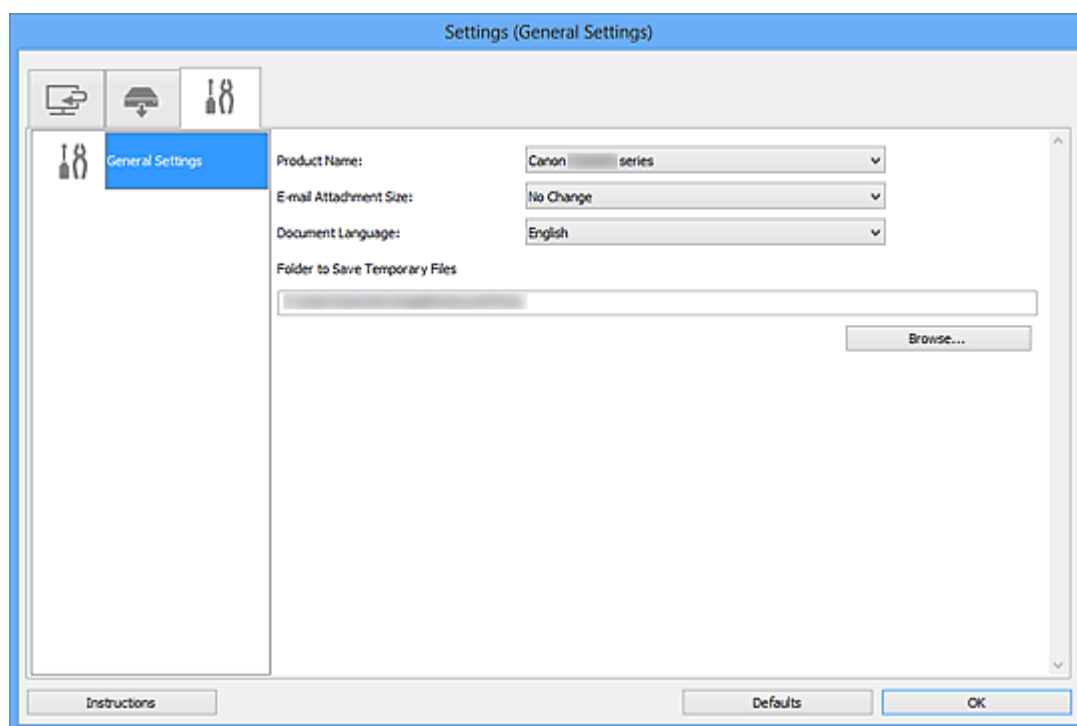 Settings (General Settings)
General Settings
Product Name:
Canon series
E-mail Attachment Size:
No Change
Document Language:
English
Folder to Save Temporary Files
Browse...
Instructions
Defaults
OK